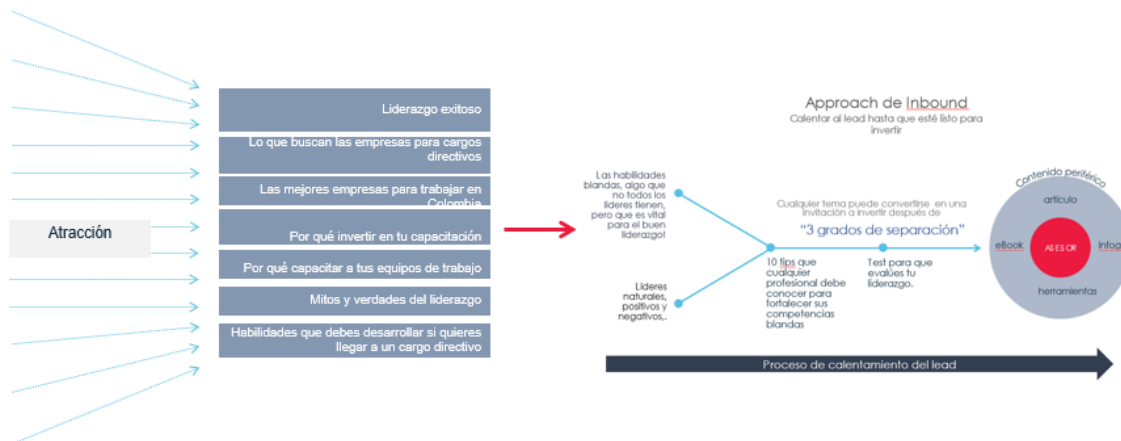 Atracción
Liderazgo exitoso
Lo que buscan las empresas para cargos
directivos
Las mejores empresas para trabajar en
Colombia
Por qué invertir en tu capacitación
Por qué capacitar a tus equipos de trabajo
Mitos y verdades del liderazgo
Habilidades que debes desarrollar si quieres
llegar a un cargo directivo
Approach de Inbound
Calentar al lead hasta que esté listo para
invertir
Las habilidades
blandas, algo que
no todos los
líderes tienen,
pero que es vital
para el buen
liderazgo!
Líderes
naturales,
positivos y
negativos,.
Cualquier tema puede convertirse en una
invitación a invertir después de
“3 grados de separación”
10 tips que
cualquier
profesional debe
conocer para
fortalecer sus
competencias
blandas
Test para que
evalúes tu
liderazgo.
Contenido periférico
artículo
eBook
ASESOR
infog
herramientas
Proceso de calentamiento del lead